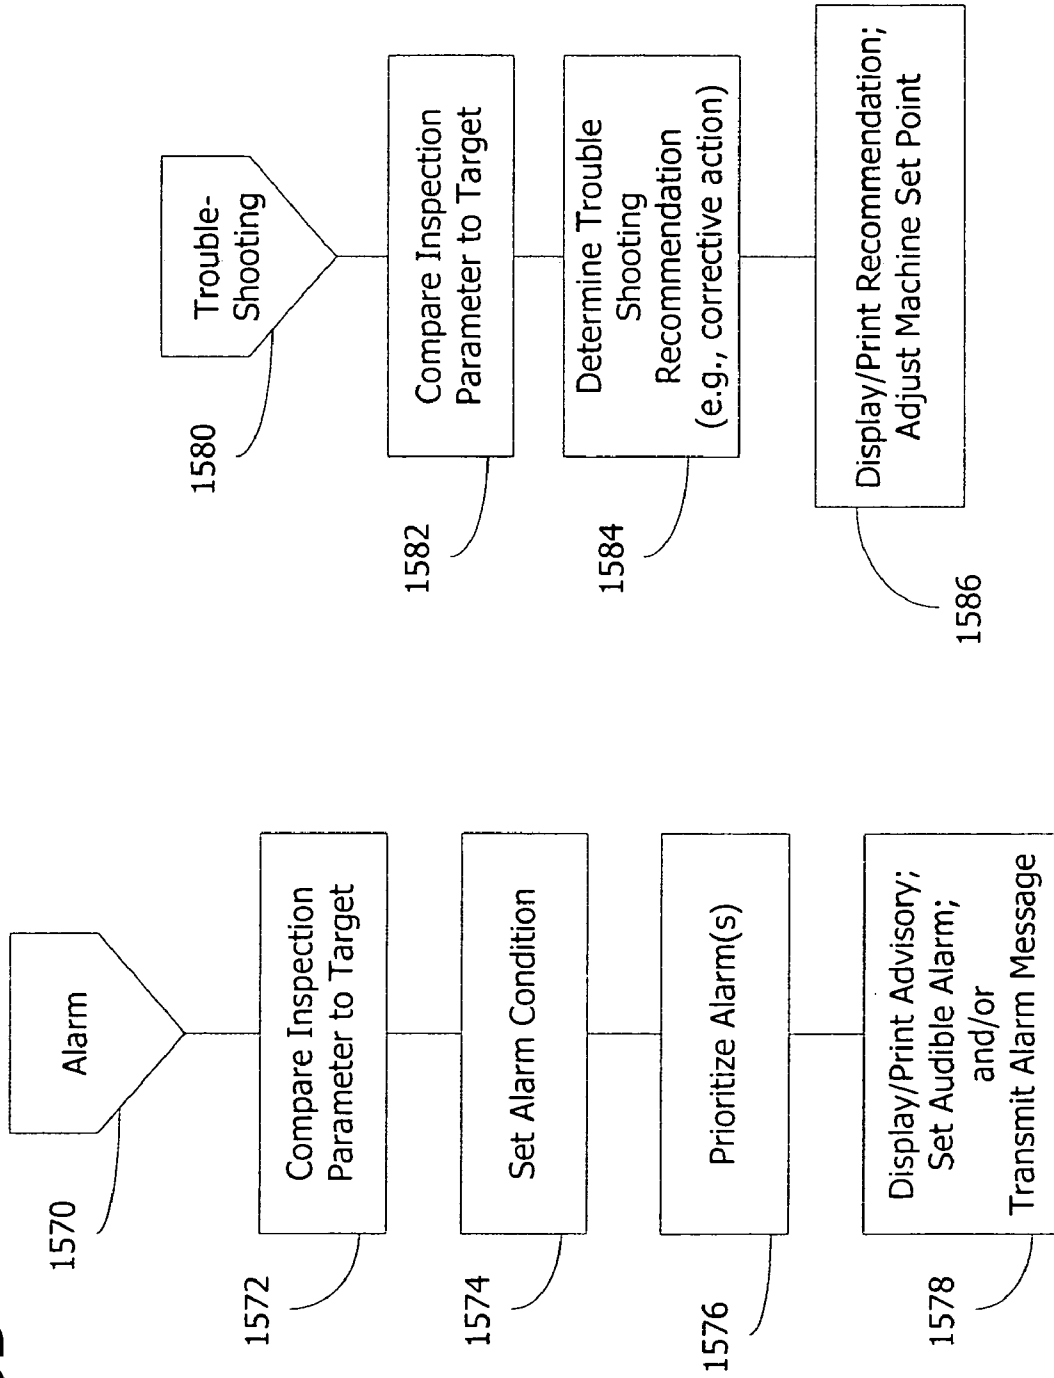 Alarm
1570
Compare Inspection
Parameter to Target
1572
Set Alarm Condition
1574
Prioritize Alarm(s)
1576
Display/Print Advisory;
Set Audible Alarm;
and/or
Transmit Alarm Message
1578
Trouble-
Shooting
1580
Compare Inspection
Parameter to Target
1582
Determine Trouble
Shooting
Recommendation
(e.g., corrective action)
1584
Display/Print Recommendation;
Adjust Machine Set Point
1586